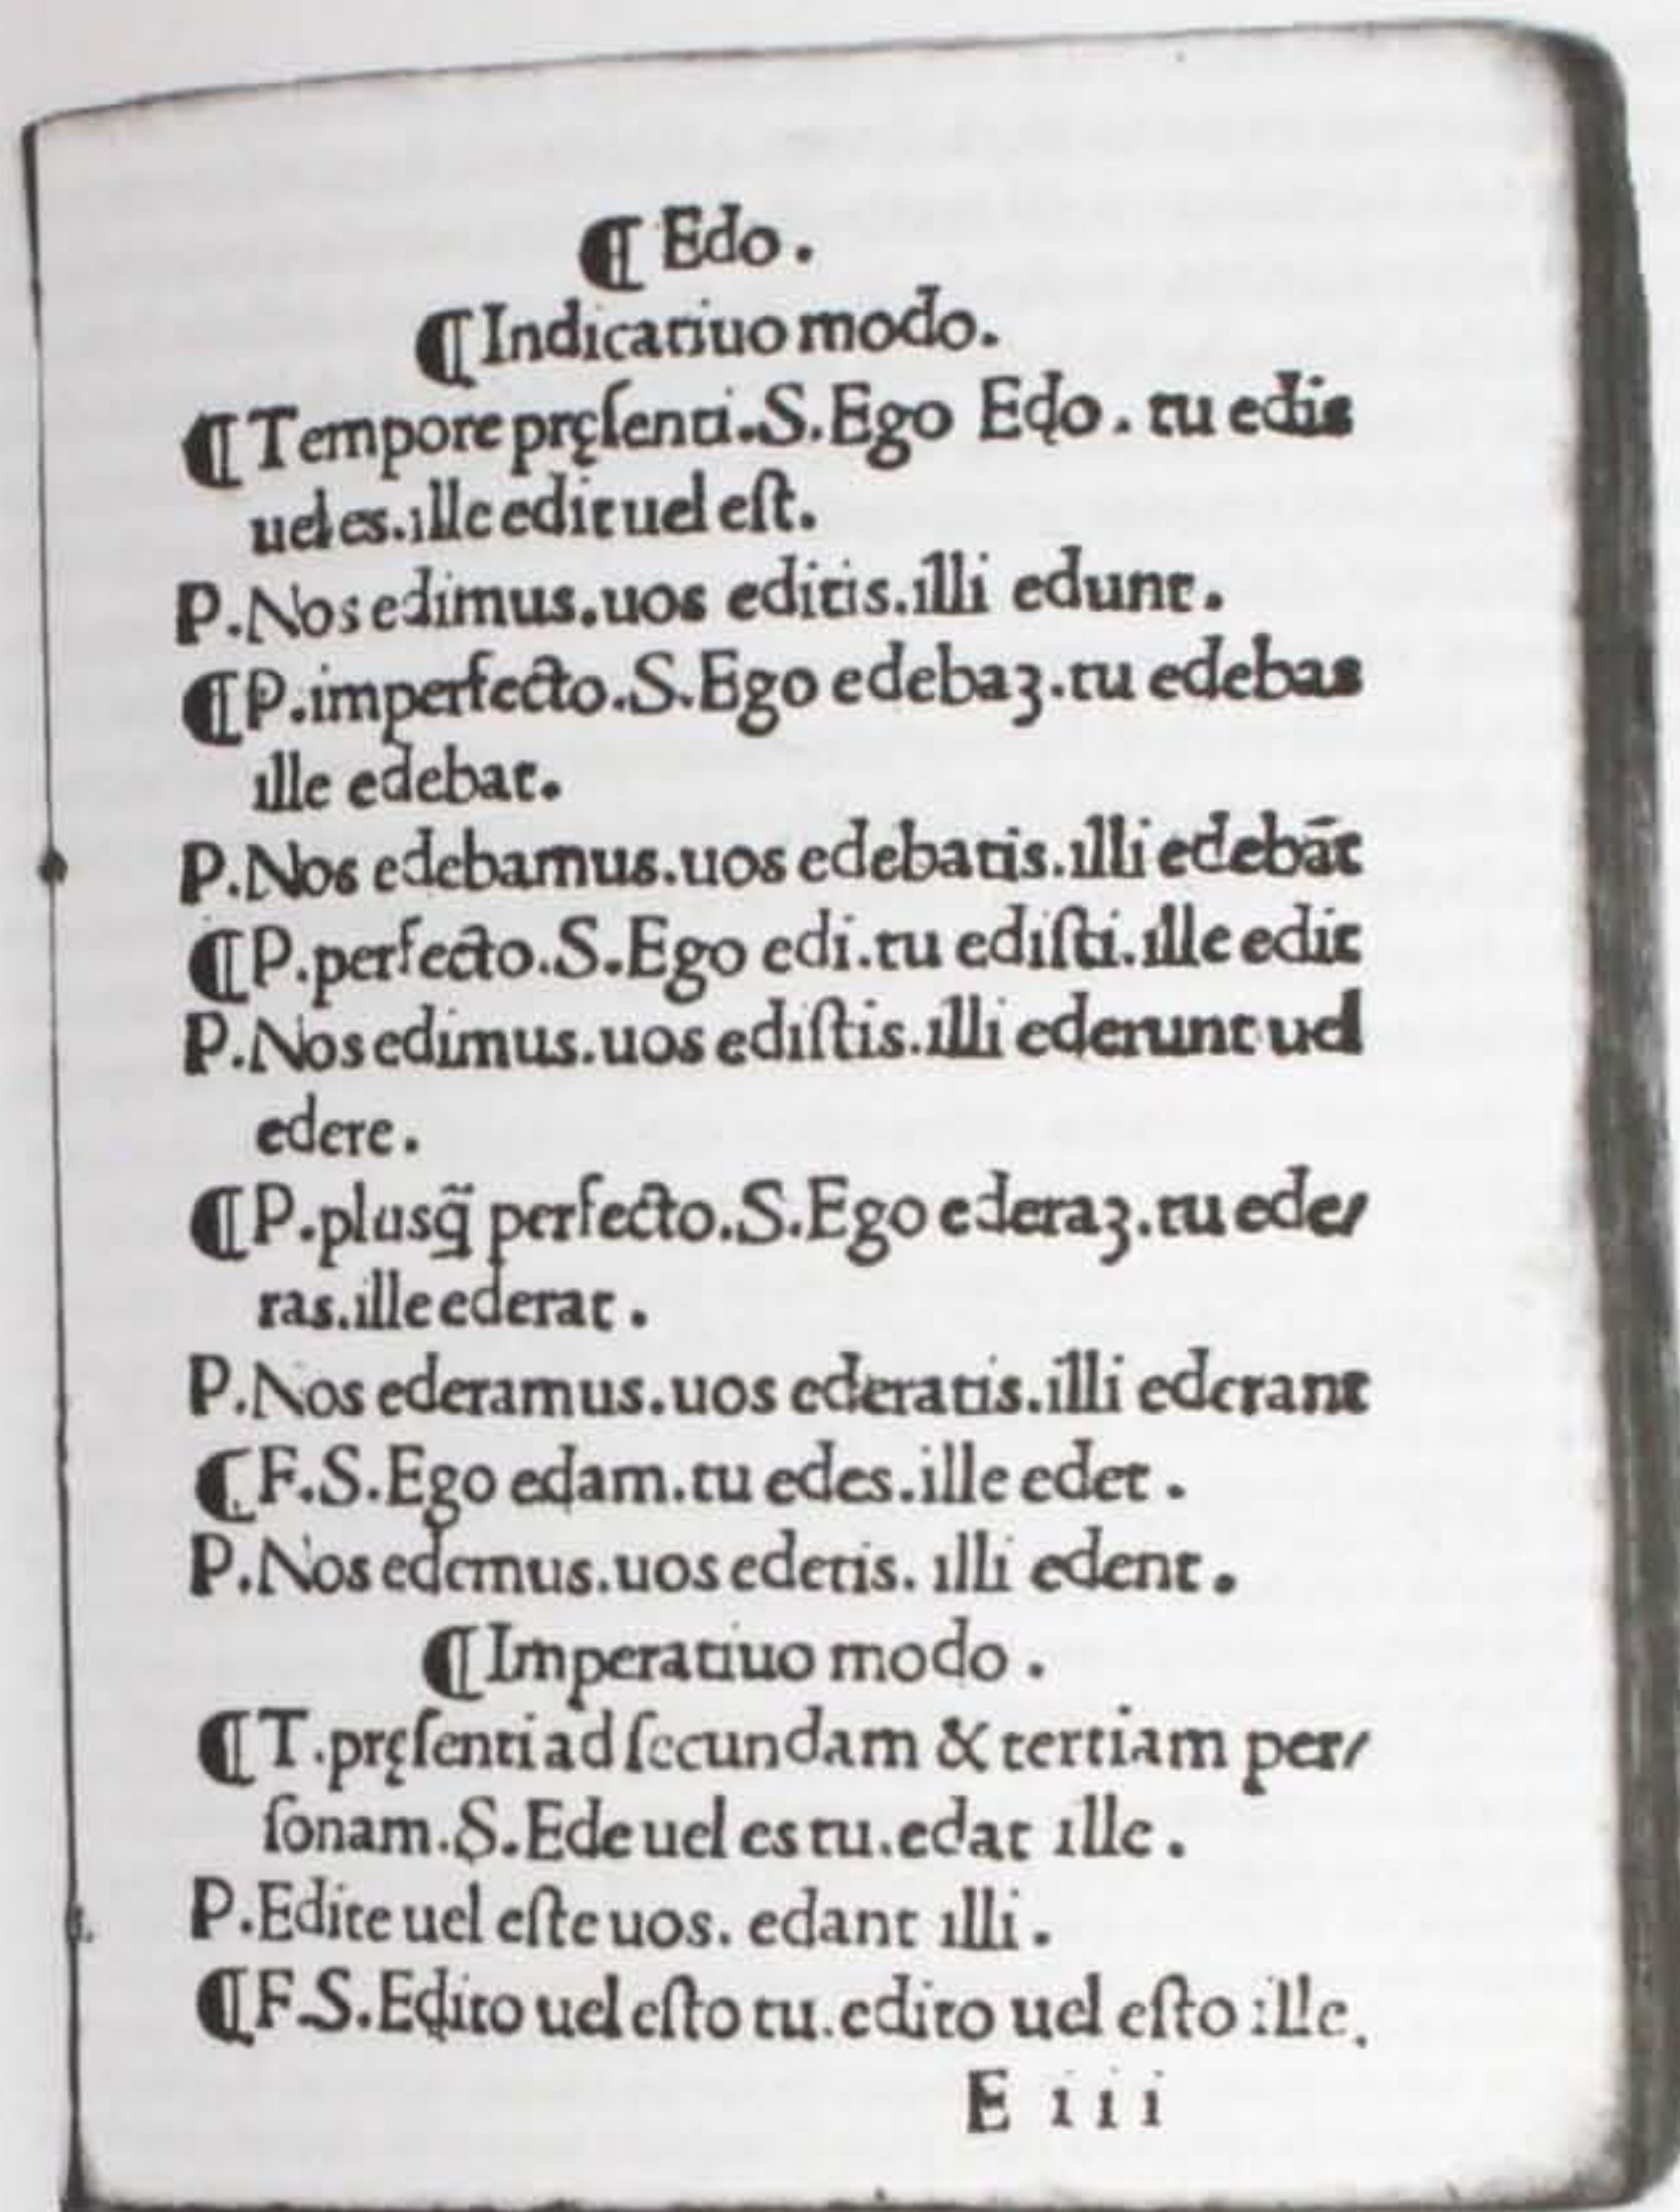 ¶ Edo .
¶ Indicatiuo modo.
¶ Tempore pręſenti.S.Ego Edo . tu edis
uel es.ille edit uel eſt.
P.Nos edimus.uos editis.illi edunt.
¶ P.imperfecto.S.Ego edebaꝫ.tu edebas
ille edebat.
P.Nos edebamus.uos edebatis.illi edebāt
¶ P.perfecto.S.Ego edi.tu ediſti.ille edit
P.Nos edimus.uos ediſtis.illi ederunt uel
edere.
¶ P.plusq̃ perfecto.S.Ego ederaꝫ.tu ede/
ras.ille ederat .
P.Nos ederamus.uos ederatis.illi ederant
¶ F.S.Ego edam.tu edes.ille edet .
P.Nos edemus.uos edetis. illi edent .
¶ Imperatiuo modo .
¶ T.pręſenti ad ſecundam & tertiam per/
ſonam.S.Ede uel es tu.edat ille .
P.Edite uel eſte uos. edant illi .
¶ F.S.Edito uel eſto tu.edito uel eſto ille.
E iii